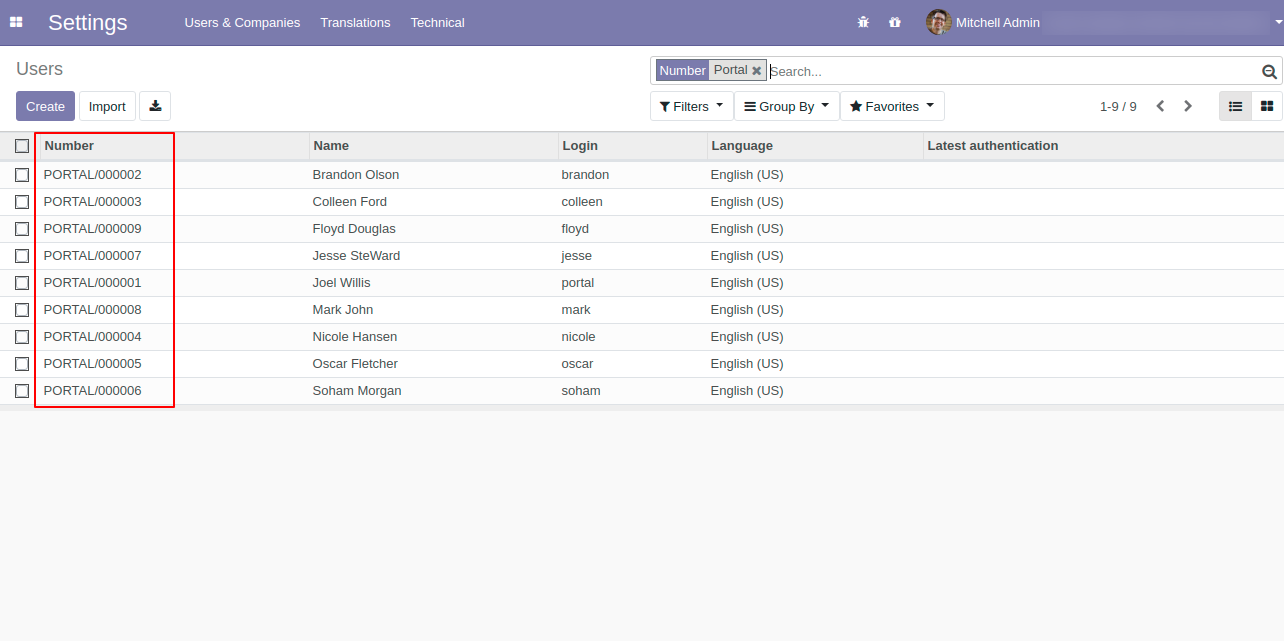 Settings Users & Companies Translations Technical Mitchell Admin
Users
Number Portal Search...
Create Import Filters Group By Favorites 1-9 / 9
Number Name Login Language Latest authentication
PORTAL/000002 Brandon Olson brandon English (US)
PORTAL/000003 Colleen Ford colleen English (US)
PORTAL/000009 Floyd Douglas floyd English (US)
PORTAL/000007 Jesse SteWard jesse English (US)
PORTAL/000001 Joel Willis portal English (US)
PORTAL/000008 Mark John mark English (US)
PORTAL/000004 Nicole Hansen nicole English (US)
PORTAL/000005 Oscar Fletcher oscar English (US)
PORTAL/000006 Soham Morgan soham English (US)